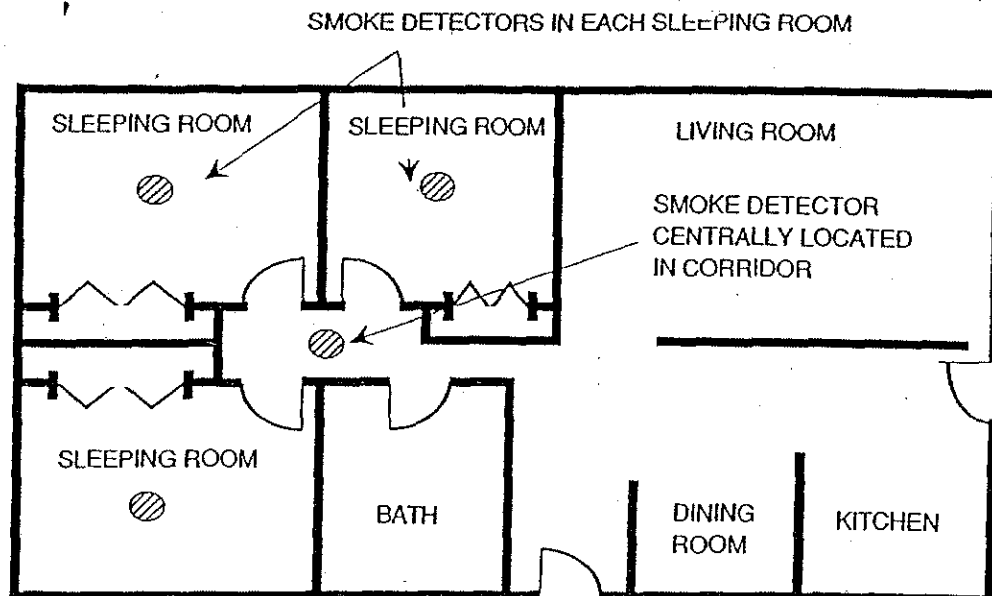 SMOKE DETECTORS IN EACH SLEEPING ROOM
SLEEPING ROOM
SLEEPING ROOM
LIVING ROOM
SMOKE DETECTOR
CENTRALLY LOCATED
IN CORRIDOR
SLEEPING ROOM
BATH
DINING
ROOM
KITCHEN